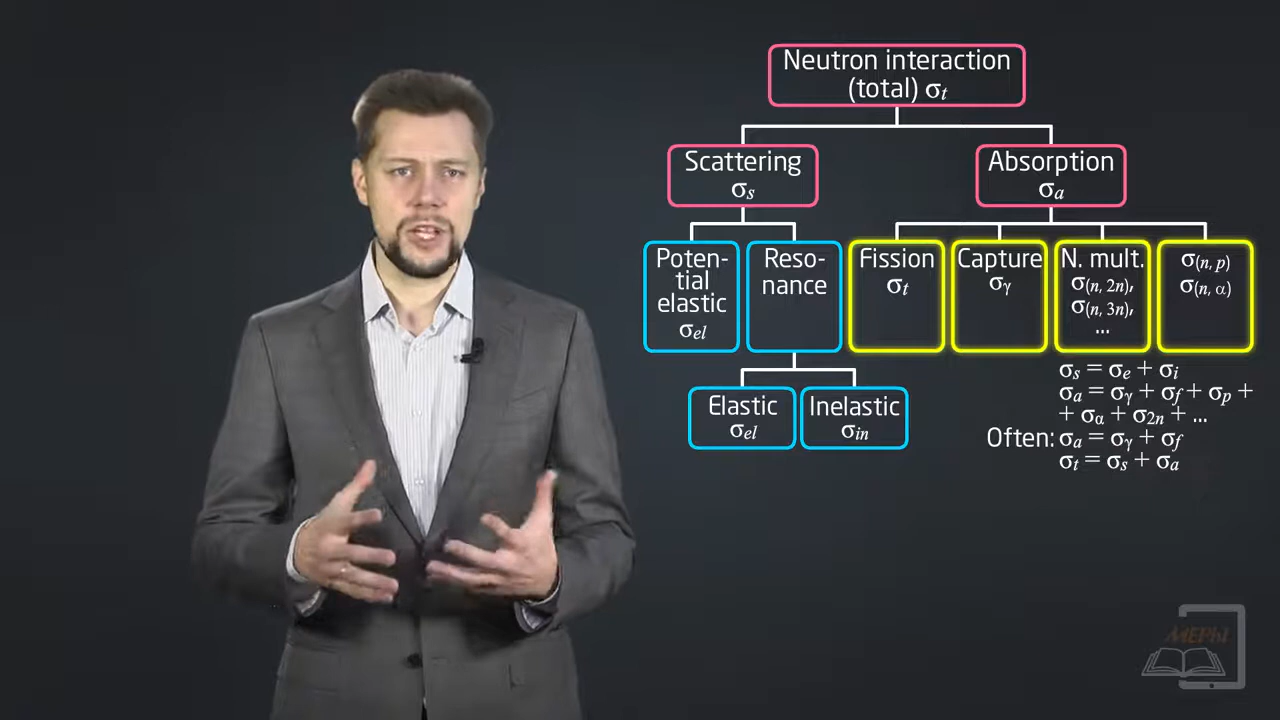 Neutron interaction
(total) σt
Scattering
σs
Absorption
σa
Poten-
tial
elastic
σel
Reso-
nance
Fission
σt
Capture
σγ
N. mult.
σ(n, 2n),
σ(n, 3n),
...
σ(n, p)
σ(n, α)
Elastic
σel
Inelastic
σin
σs = σe + σi
σa = σγ + σf + σp +
+ σα + σ2n + ...
Often: σa = σγ + σf
σt = σs + σa
МЕРЫ